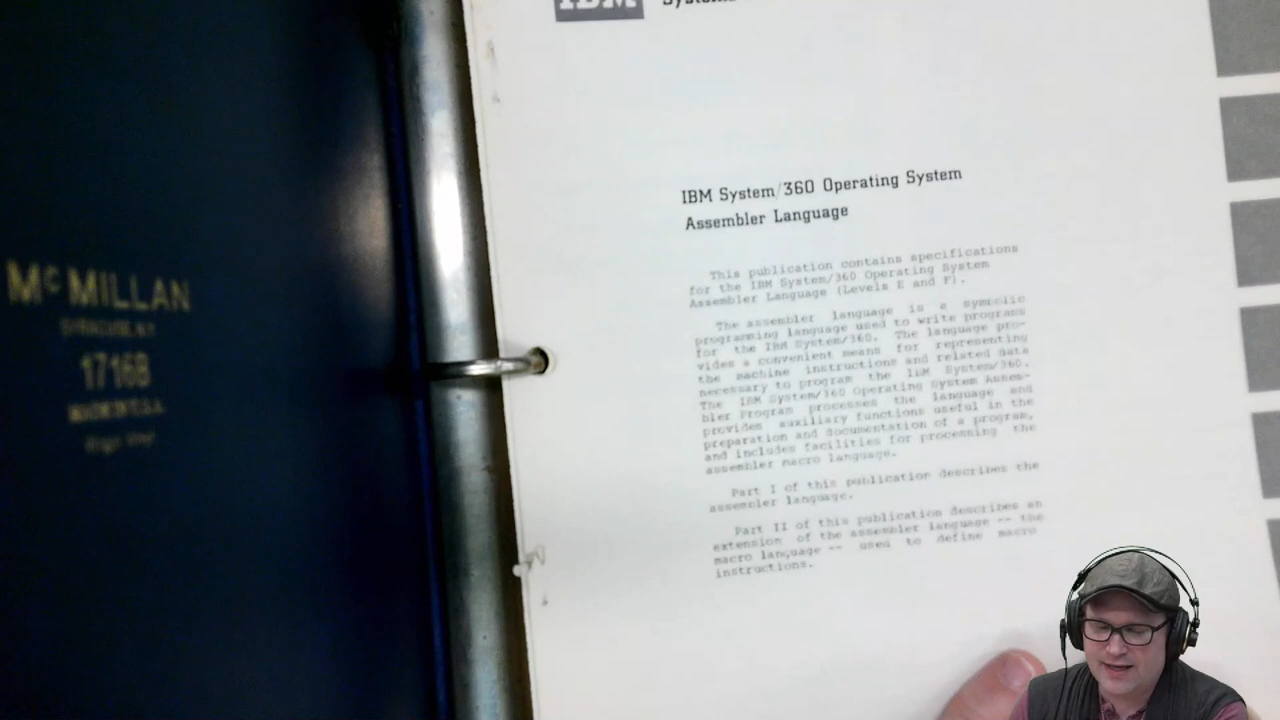 McMILLAN
SYRACUSE, N.Y.
1716B
MADE IN U.S.A.
IBM
Systems
IBM System/360 Operating System
Assembler Language
This publication contains specifications
for the IBM System/360 Operating System
Assembler Language (Levels E and F).
The assembler language is a symbolic
programming language used to write programs
for the IBM System/360. The language pro-
vides a convenient means for representing
the machine instructions and related data
necessary to program the IBM System/360.
The IBM System/360 Operating System Assem-
bler Program processes the language and
provides auxiliary functions useful in the
preparation and documentation of a program,
and includes facilities for processing the
assembler macro language.
Part I of this publication describes the
assembler language.
Part II of this publication describes an
extension of the assembler language -- the
macro language -- used to define macro
instructions.